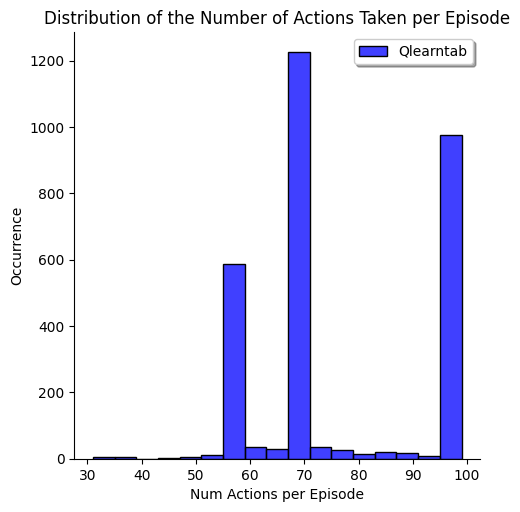 Distribution of the Number of Actions Taken per Episode
Qlearntab
1200
1000
800
600
400
200
0
Occurrence
30 40 50 60 70 80 90 100
Num Actions per Episode